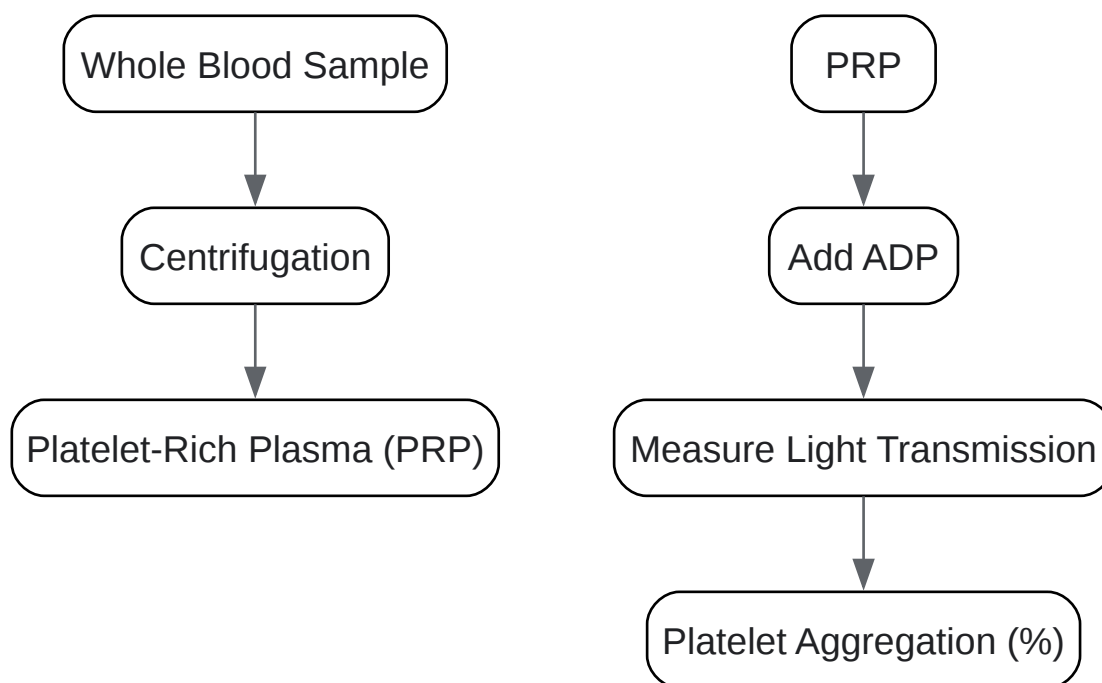 Whole Blood Sample
Centrifugation
Platelet-Rich Plasma (PRP)
PRP
Add ADP
Measure Light Transmission
Platelet Aggregation (%)